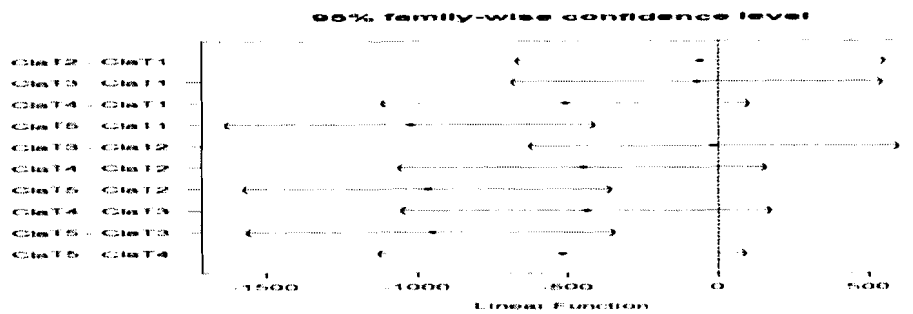 95% family-wise confidence level
ClaT2 - ClaT1
ClaT3 - ClaT1
ClaT4 - ClaT1
ClaT5 - ClaT1
ClaT3 - ClaT2
ClaT4 - ClaT2
ClaT5 - ClaT2
ClaT4 - ClaT3
ClaT5 - ClaT3
ClaT5 - ClaT4
-1500 -1000 -500 0 500
Linear Function